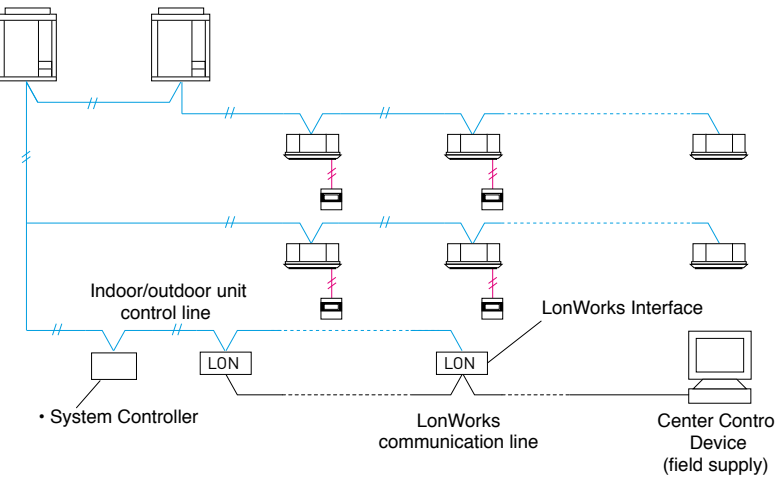 Indoor/outdoor unit
control line
LonWorks Interface
LON
LON
• System Controller
LonWorks
communication line
Center Contro
Device
(field supply)